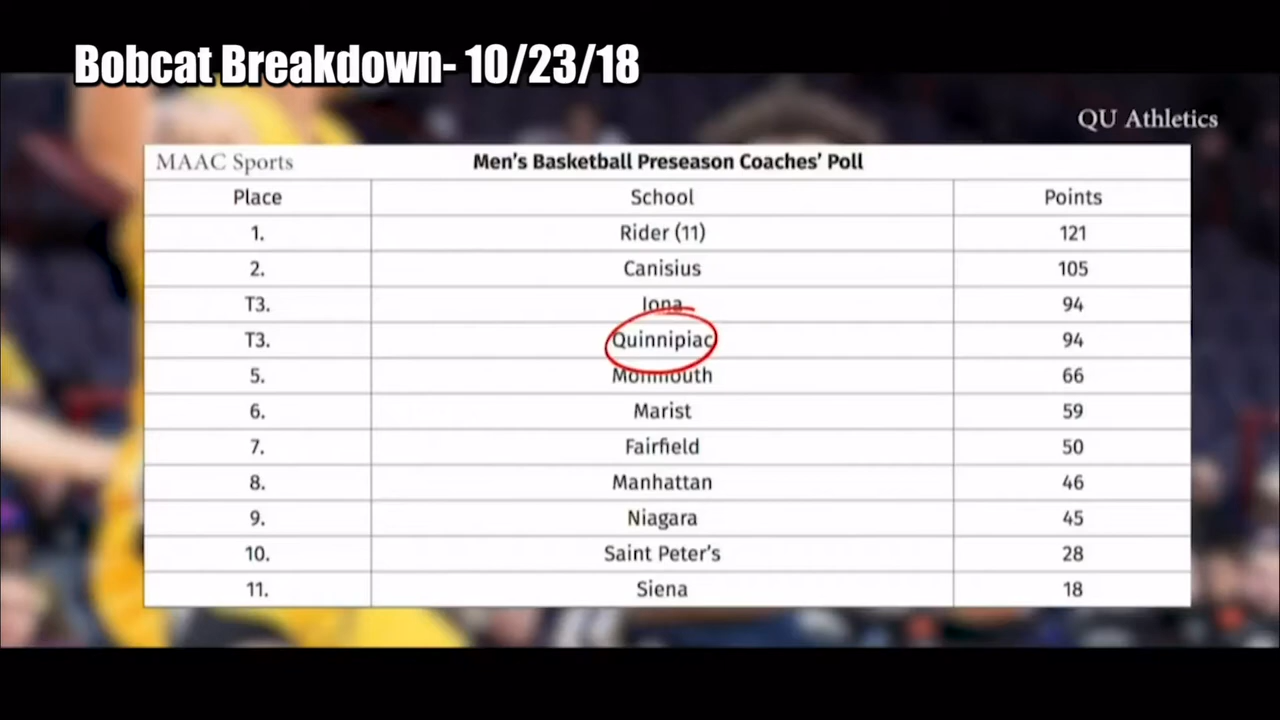 Bobcat Breakdown- 10/23/18
QU Athletics
MAAC Sports Men's Basketball Preseason Coaches' Poll
Place School Points
1. Rider (11) 121
2. Canisius 105
T3. Iona 94
T3. Quinnipiac 94
5. Monmouth 66
6. Marist 59
7. Fairfield 50
8. Manhattan 46
9. Niagara 45
10. Saint Peter's 28
11. Siena 18